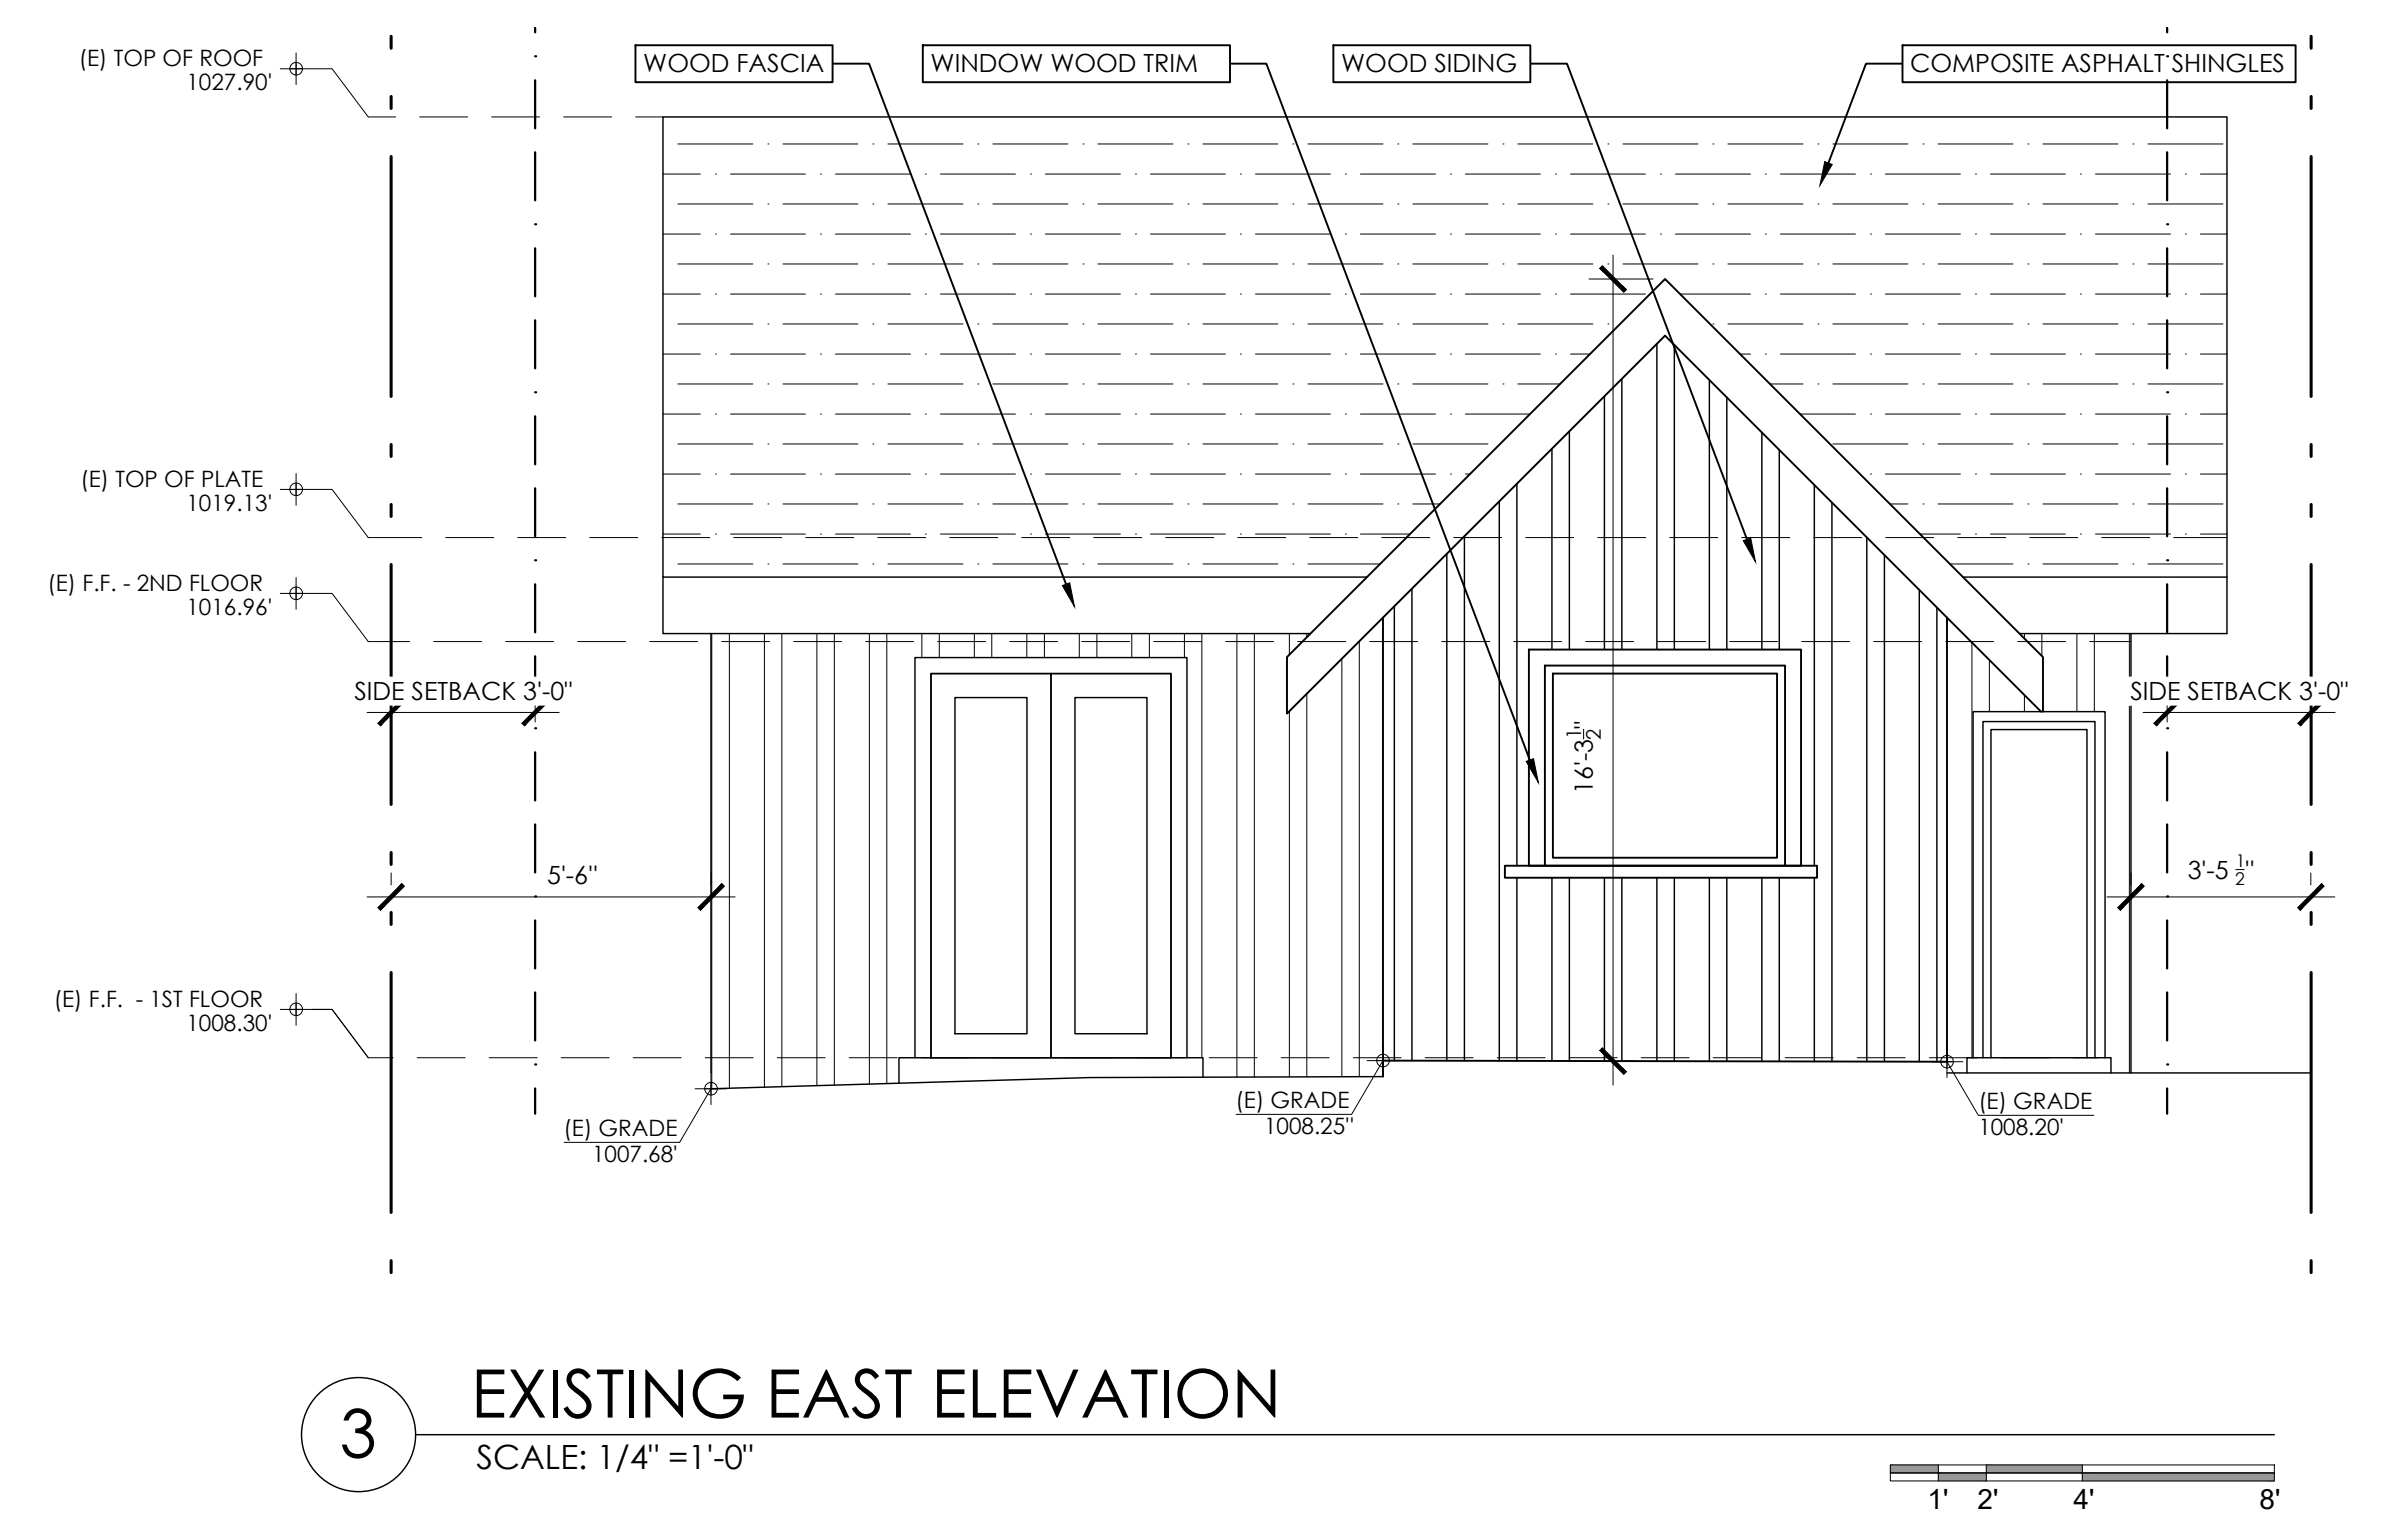 (E) TOP OF ROOF
1027.90'
WOOD FASCIA
WINDOW WOOD TRIM
WOOD SIDING
COMPOSITE ASPHALT SHINGLES
(E) TOP OF PLATE
1019.13'
(E) F.F. - 2ND FLOOR
1016.96'
SIDE SETBACK 3'-0"
SIDE SETBACK 3'-0"
16'-3 1/2"
5'-6"
3'-5 1/2"
(E) F.F. - 1ST FLOOR
1008.30'
(E) GRADE
1007.68'
(E) GRADE
1008.25"
(E) GRADE
1008.20'
3
EXISTING EAST ELEVATION
SCALE: 1/4" =1'-0"
1' 2' 4' 8'